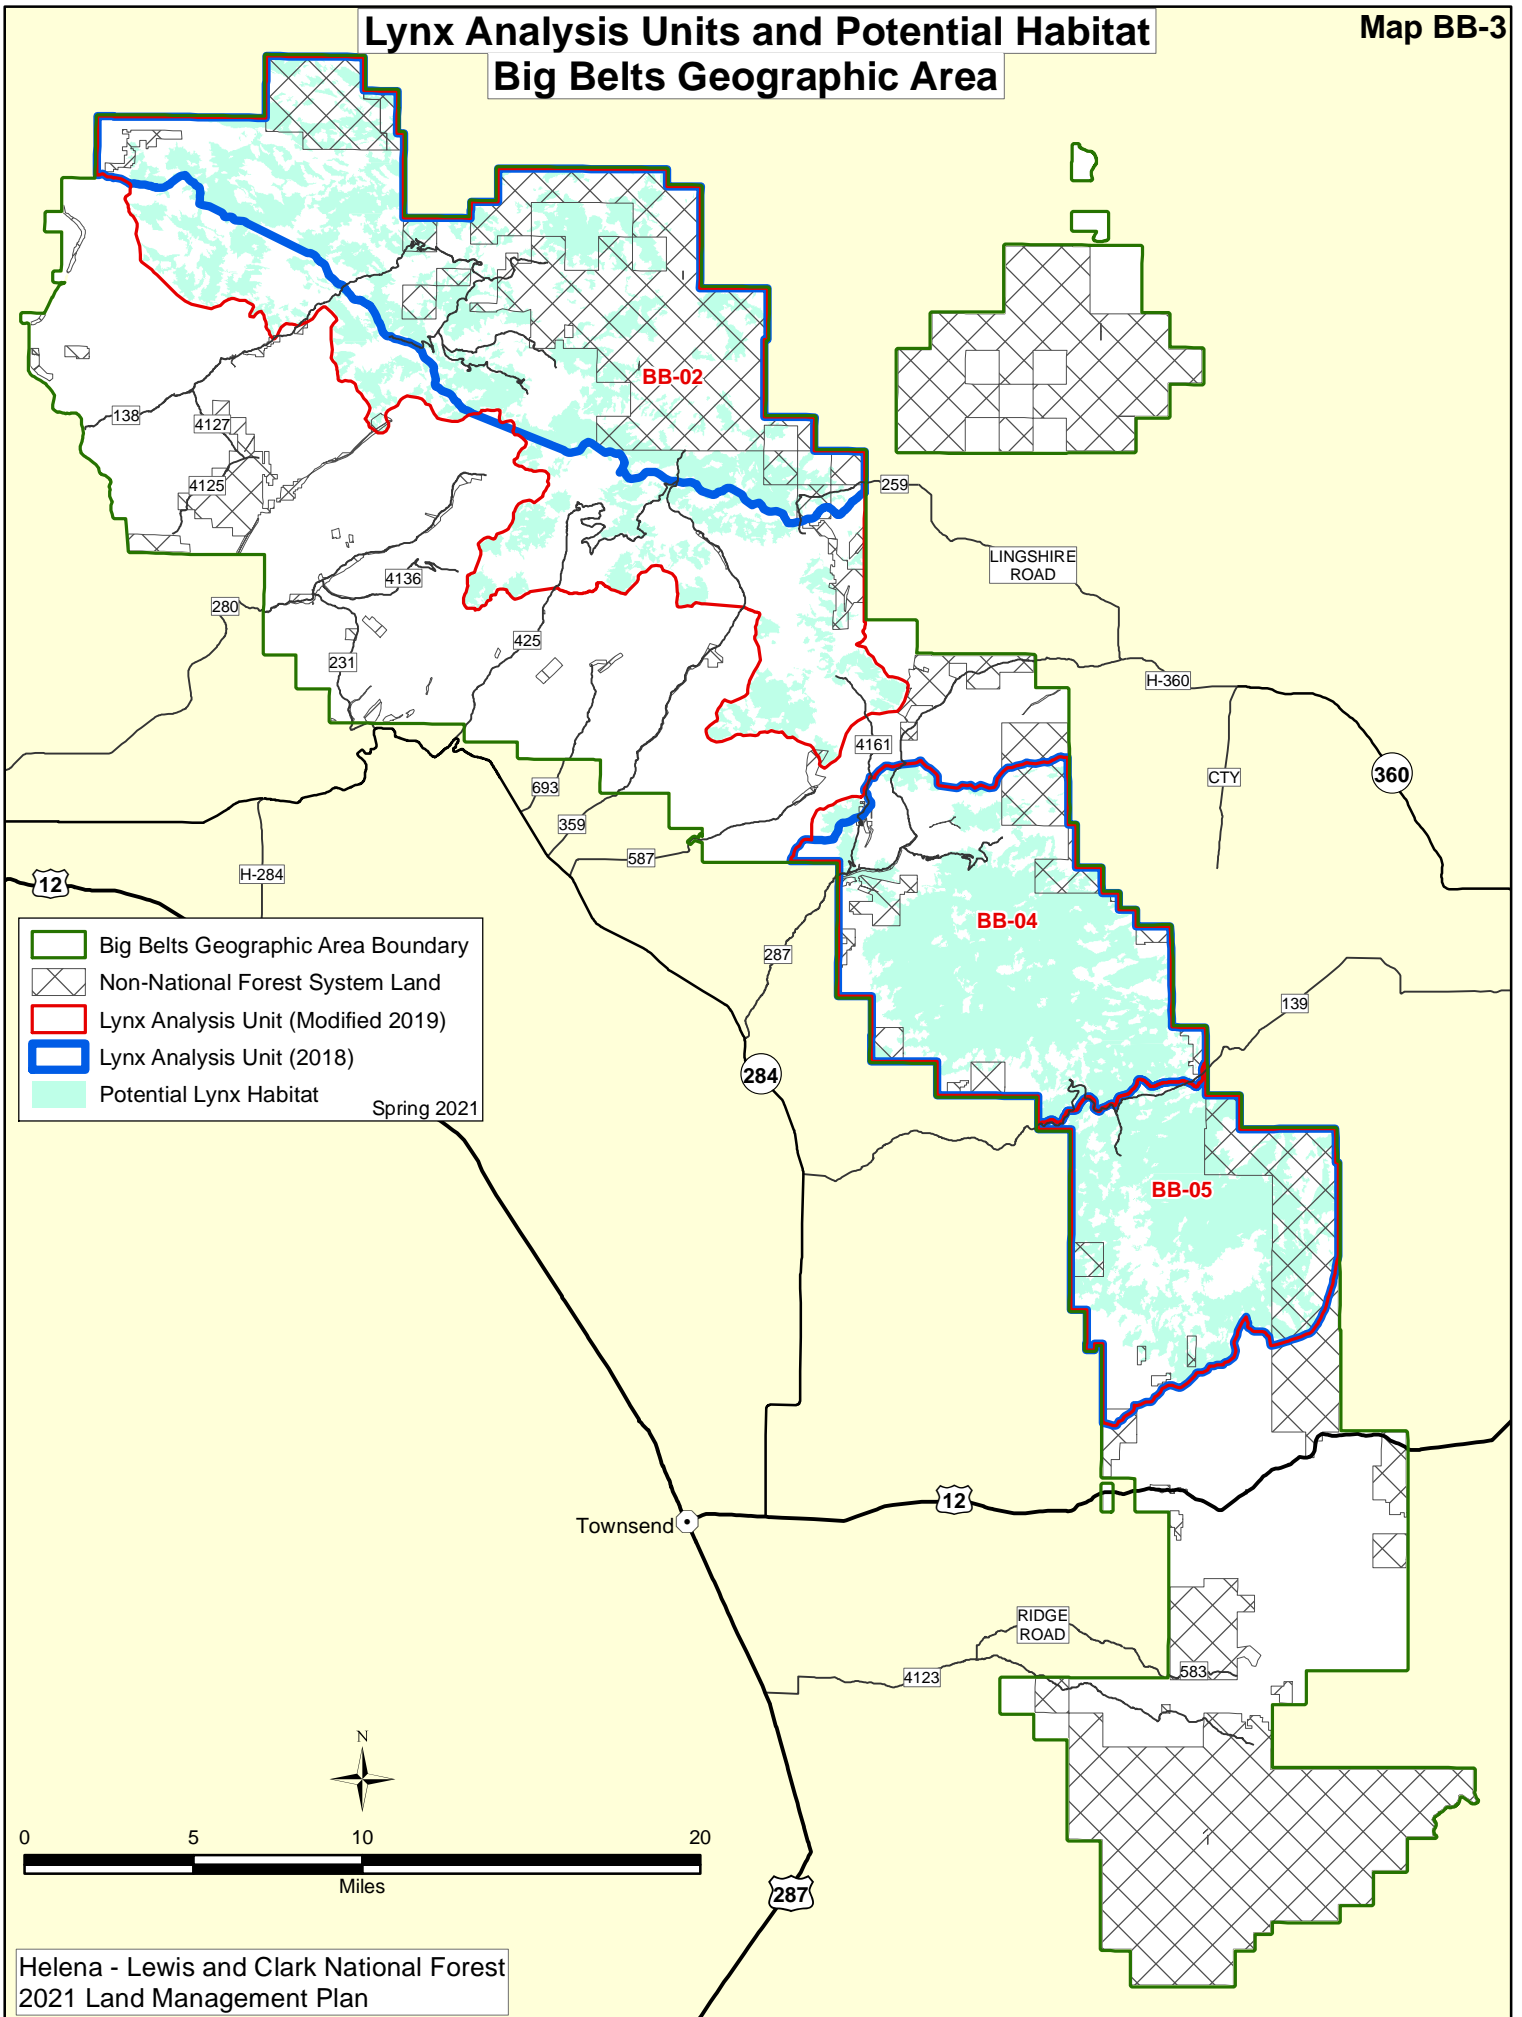 Lynx Analysis Units and Potential Habitat
Big Belts Geographic Area
Map BB-3
BB-02
138
4127
4125
259
LINGSHIRE
ROAD
4136
280
425
231
H-360
4161
360
CTY
693
359
587
H-284
12
BB-04
287
139
284
BB-05
Big Belts Geographic Area Boundary
Non-National Forest System Land
Lynx Analysis Unit (Modified 2019)
Lynx Analysis Unit (2018)
Potential Lynx Habitat
Spring 2021
12
Townsend
RIDGE
ROAD
583
4123
N
0 5 10 20
Miles
287
Helena - Lewis and Clark National Forest
2021 Land Management Plan